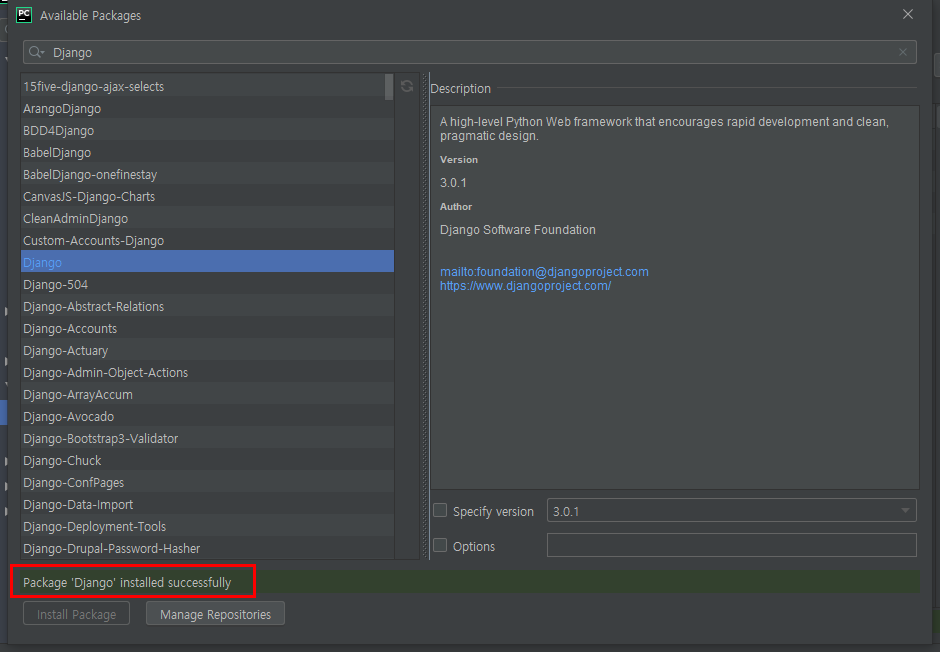 PC
Available Packages
Django
15five-django-ajax-selects
ArangoDjango
BDD4Django
BabelDjango
BabelDjango-onefinestay
CanvasJS-Django-Charts
CleanAdminDjango
Custom-Accounts-Django
Django
Django-504
Django-Abstract-Relations
Django-Accounts
Django-Actuary
Django-Admin-Object-Actions
Django-ArrayAccum
Django-Avocado
Django-Bootstrap3-Validator
Django-Chuck
Django-ConfPages
Django-Data-Import
Django-Deployment-Tools
Django-Drupal-Password-Hasher
Description
A high-level Python Web framework that encourages rapid development and clean,
pragmatic design.
Version
3.0.1
Author
Django Software Foundation
mailto:foundation@djangoproject.com
https://www.djangoproject.com/
Specify version
3.0.1
Options
Package 'Django' installed successfully
Install Package
Manage Repositories